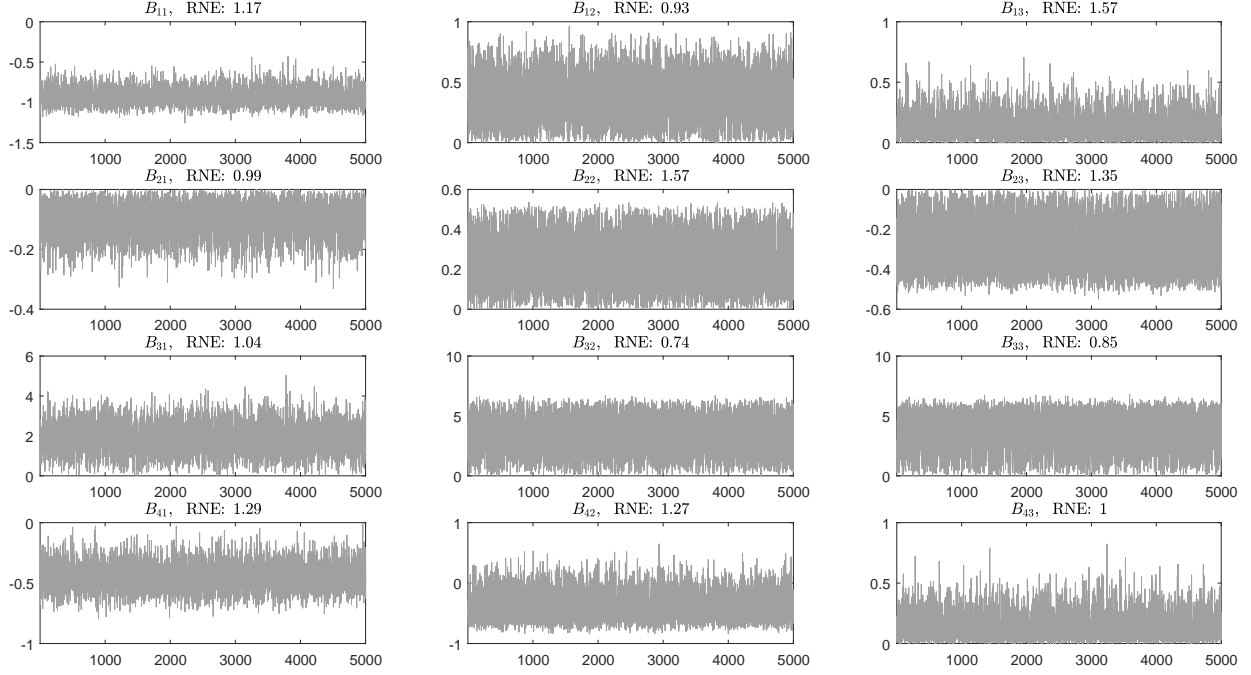 B₁₁, RNE: 1.17
B₁₂, RNE: 0.93
B₁₃, RNE: 1.57
0
-0.5
-1
-1.5
1000 2000 3000 4000 5000
1
0.5
0
1000 2000 3000 4000 5000
1
0.5
0
1000 2000 3000 4000 5000
B₂₁, RNE: 0.99
B₂₂, RNE: 1.57
B₂₃, RNE: 1.35
0
-0.2
-0.4
1000 2000 3000 4000 5000
0.6
0.4
0.2
0
1000 2000 3000 4000 5000
0
-0.2
-0.4
-0.6
1000 2000 3000 4000 5000
B₃₁, RNE: 1.04
B₃₂, RNE: 0.74
B₃₃, RNE: 0.85
6
4
2
0
1000 2000 3000 4000 5000
10
5
0
1000 2000 3000 4000 5000
10
5
0
1000 2000 3000 4000 5000
B₄₁, RNE: 1.29
B₄₂, RNE: 1.27
B₄₃, RNE: 1
0
-0.5
-1
1000 2000 3000 4000 5000
1
0
-1
1000 2000 3000 4000 5000
1
0.5
0
1000 2000 3000 4000 5000